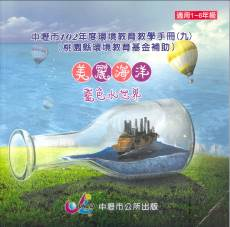 適用1~6年級
中壢市102年度環境教育教學手冊(九)
(桃園縣環境教育基金補助)
美麗海洋
藍色水世界
中壢市公所出版